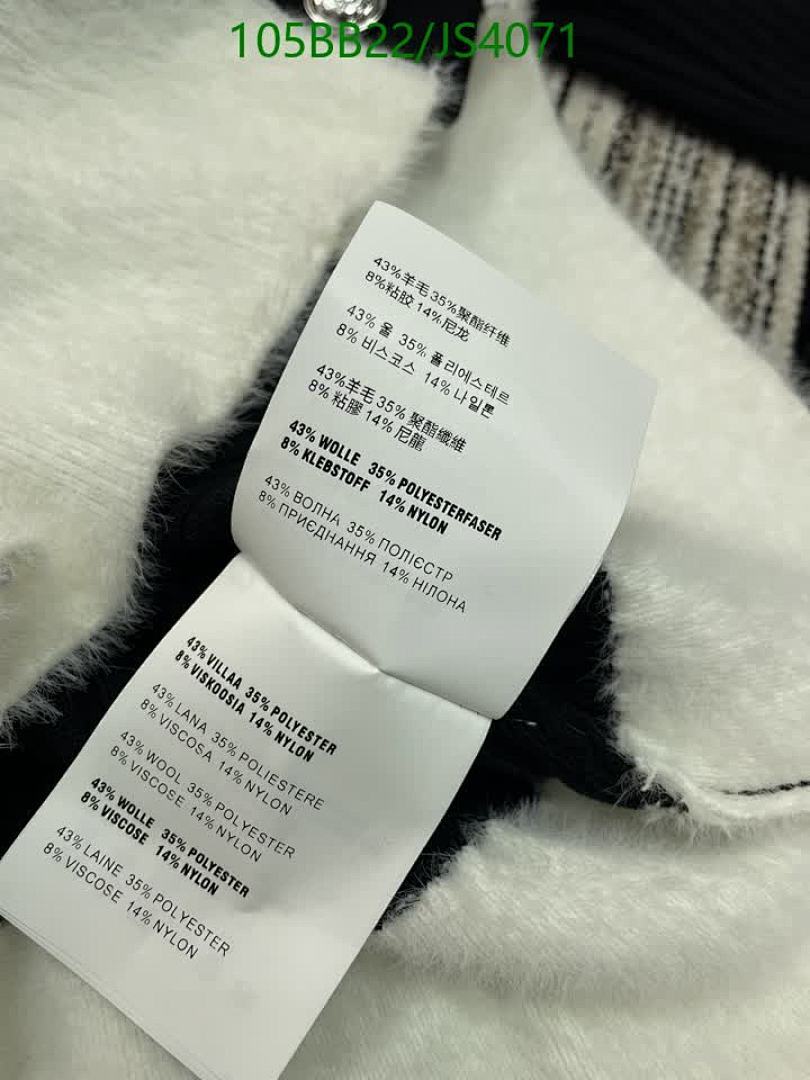 105BB22/JS4071
43%羊毛 35%聚酯纤维
8%粘胶 14%尼龙
43% 울 35% 폴리에스테르
8% 비스코스 14% 나일론
43%羊毛 35% 聚酯纖維
8% 粘膠 14% 尼龍
43% WOLLE 35% POLYESTERFASER
8% KLEBSTOFF 14% NYLON
43% ВОЛНА 35% ПОЛІЄСТР
8% ПРИЄДНАННЯ 14% НІЛОНА
43% VILLAA 35% POLYESTER
8% VISKOOSIA 14% NYLON
43% LANA 35% POLIESTERE
8% VISCOSA 14% NYLON
43% WOOL 35% POLYESTER
8% VISCOSE 14% NYLON
43% WOLLE 35% POLYESTER
8% VISCOSE 14% NYLON
43% LAINE 35% POLYESTER
8% VISCOSE 14% NYLON